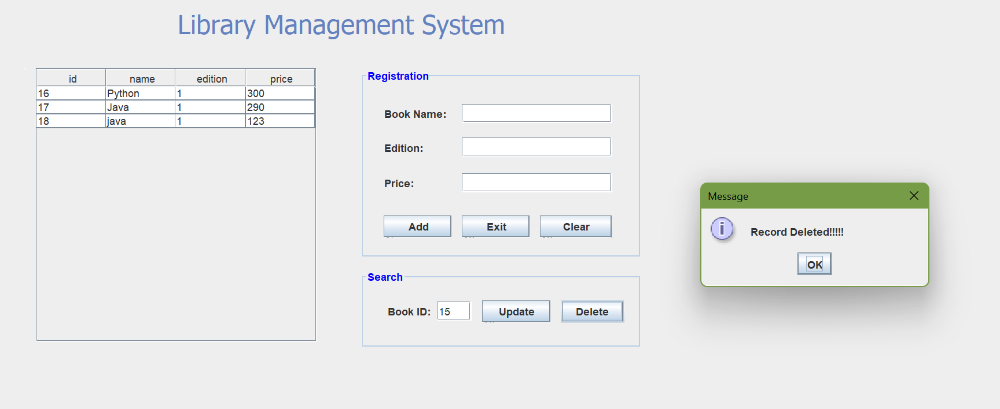 Library Management System
id name edition price
16 Python 1 300
17 Java 1 290
18 java 1 123
Registration
Book Name:
Edition:
Price:
Add Exit Clear
Search
Book ID: 15 Update Delete
Message
Record Deleted!!!!!
OK